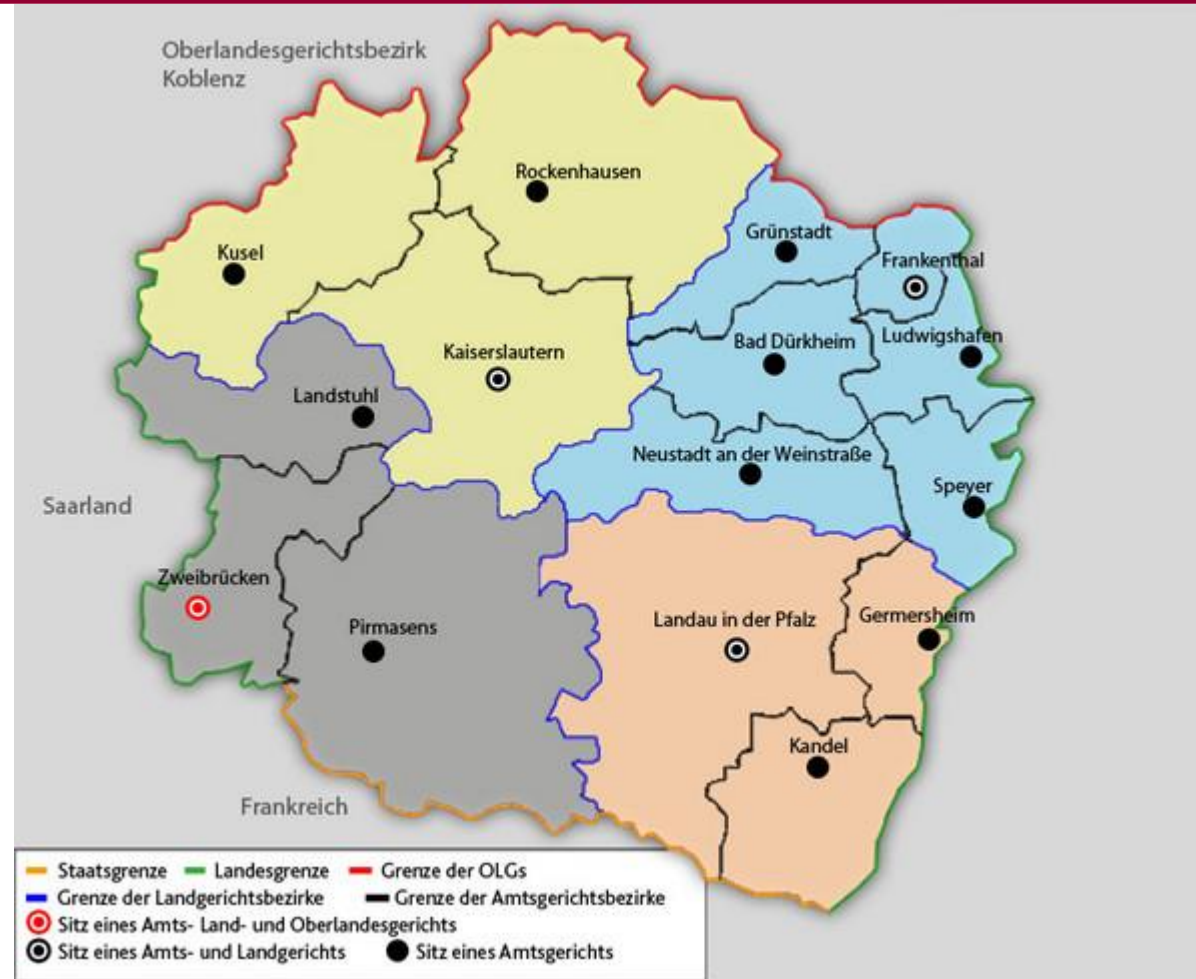 Oberlandesgerichtsbezirk
Koblenz
Rockenhausen
Grünstadt
Kusel
Frankenthal
Ludwigshafen
Bad Dürkheim
Kaiserslautern
Landstuhl
Neustadt an der Weinstraße
Speyer
Saarland
Zweibrücken
Pirmasens
Landau in der Pfalz
Germersheim
Kandel
Frankreich
Staatsgrenze Landesgrenze Grenze der OLGs
Grenze der Landgerichtsbezirke Grenze der Amtsgerichtsbezirke
Sitz eines Amts- Land- und Oberlandesgerichts
Sitz eines Amts- und Landgerichts Sitz eines Amtsgerichts